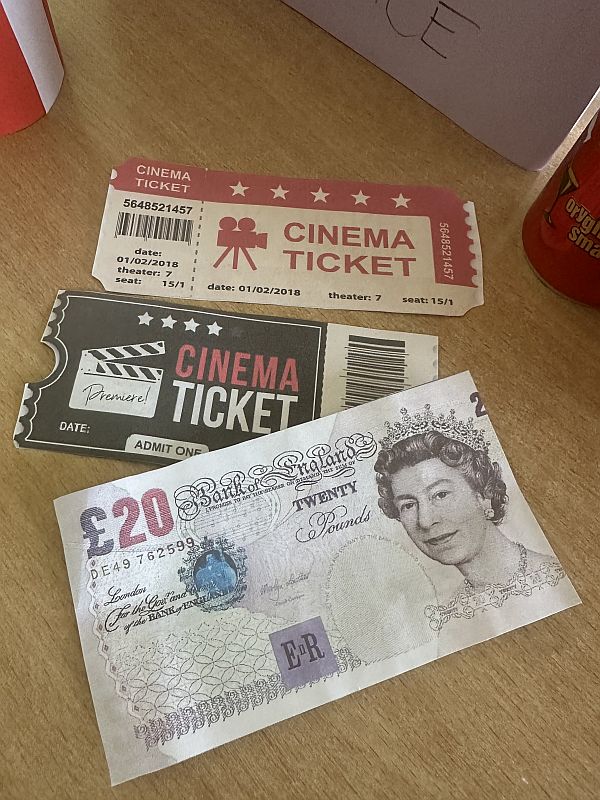 CE
CINEMA
TICKET
5648521457
date:
01/02/2018
theater: 7
seat: 15/1
CINEMA
TICKET
date: 01/02/2018 theater: 7 seat: 15/1
5648521457
Premiere!
CINEMA
TICKET
DATE:
ADMIT ONE
£20
Bank of England
TWENTY
Pounds
DE49 762599
London
For the Govr and
of the BANK of ENGLAND
EIIR
2